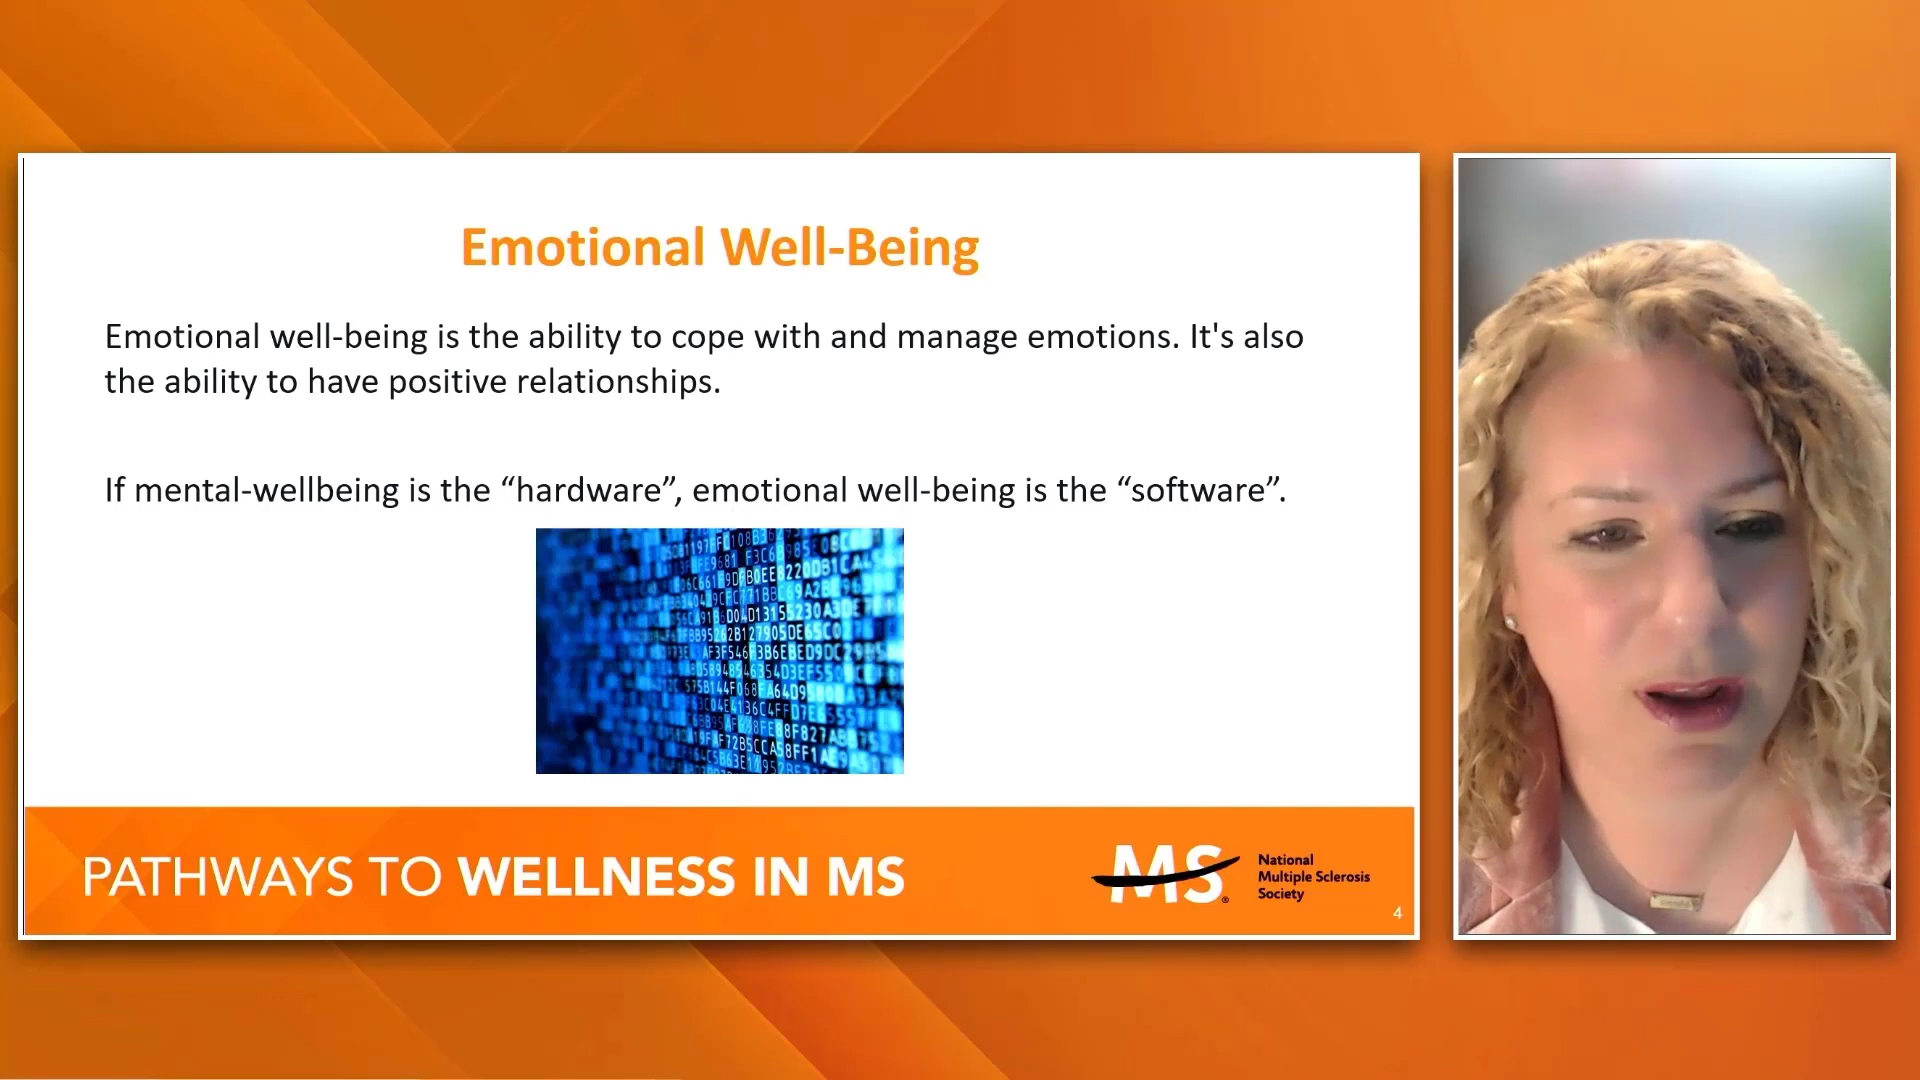 Emotional Well-Being
Emotional well-being is the ability to cope with and manage emotions. It's also
the ability to have positive relationships.
If mental-wellbeing is the “hardware”, emotional well-being is the “software”.
PATHWAYS TO WELLNESS IN MS
MS®
National
Multiple Sclerosis
Society
4